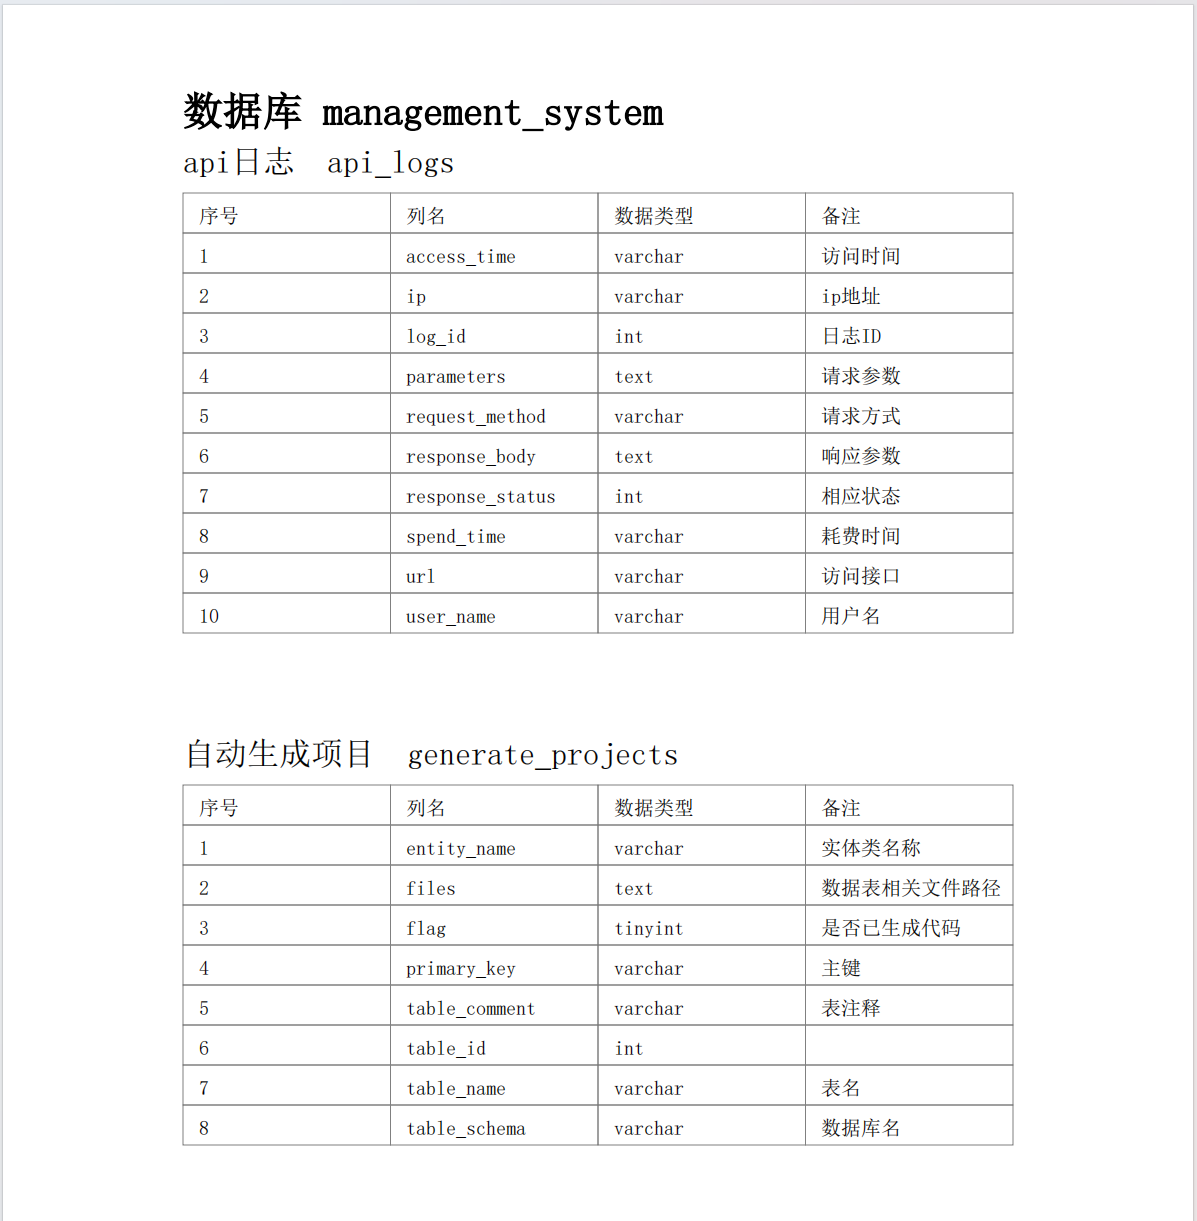 数据库 management_system
api日志 api_logs
序号 列名 数据类型 备注
1 access_time varchar 访问时间
2 ip varchar ip地址
3 log_id int 日志ID
4 parameters text 请求参数
5 request_method varchar 请求方式
6 response_body text 响应参数
7 response_status int 相应状态
8 spend_time varchar 耗费时间
9 url varchar 访问接口
10 user_name varchar 用户名
自动生成项目 generate_projects
序号 列名 数据类型 备注
1 entity_name varchar 实体类名称
2 files text 数据表相关文件路径
3 flag tinyint 是否已生成代码
4 primary_key varchar 主键
5 table_comment varchar 表注释
6 table_id int
7 table_name varchar 表名
8 table_schema varchar 数据库名